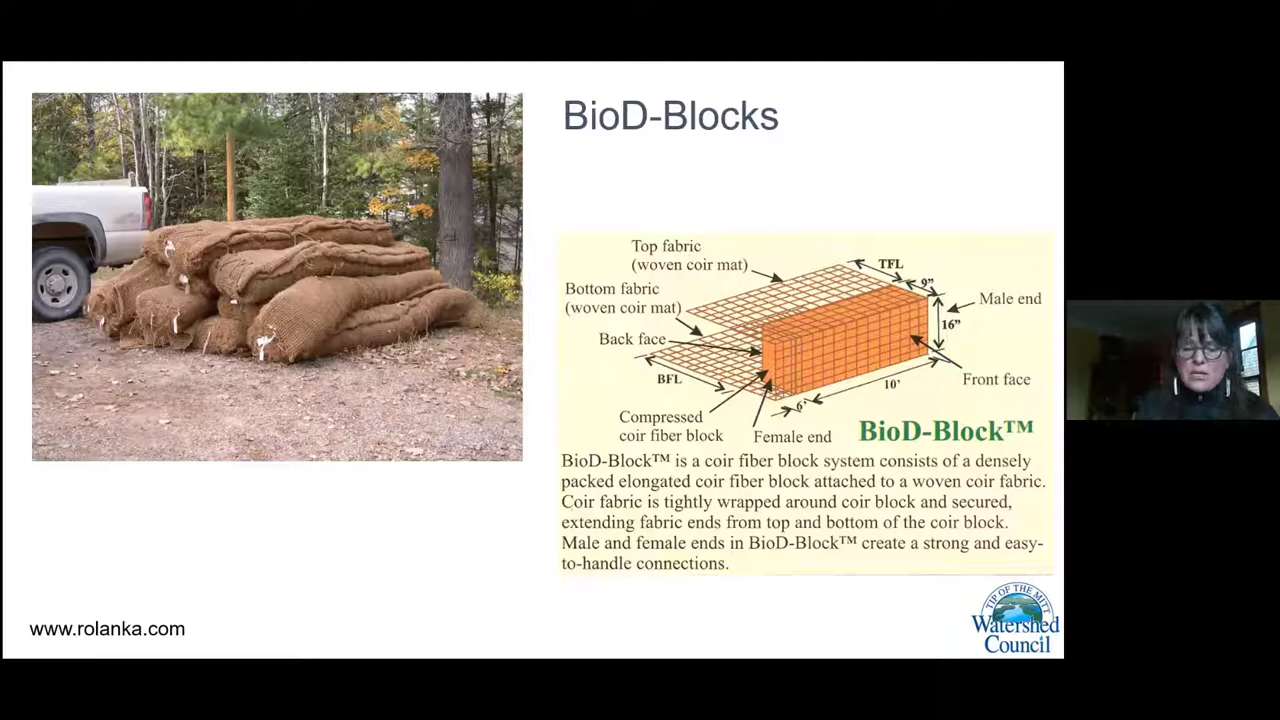 BioD-Blocks
Top fabric
(woven coir mat)
TFL
9"
Bottom fabric
(woven coir mat)
Male end
16"
Back face
BFL
10'
Front face
6'
Compressed
coir fiber block
Female end
BioD-Block™
BioD-Block™ is a coir fiber block system consists of a densely
packed elongated coir fiber block attached to a woven coir fabric.
Coir fabric is tightly wrapped around coir block and secured,
extending fabric ends from top and bottom of the coir block.
Male and female ends in BioD-Block™ create a strong and easy-
to-handle connections.
TIP OF THE MITT
Watershed
Council
www.rolanka.com